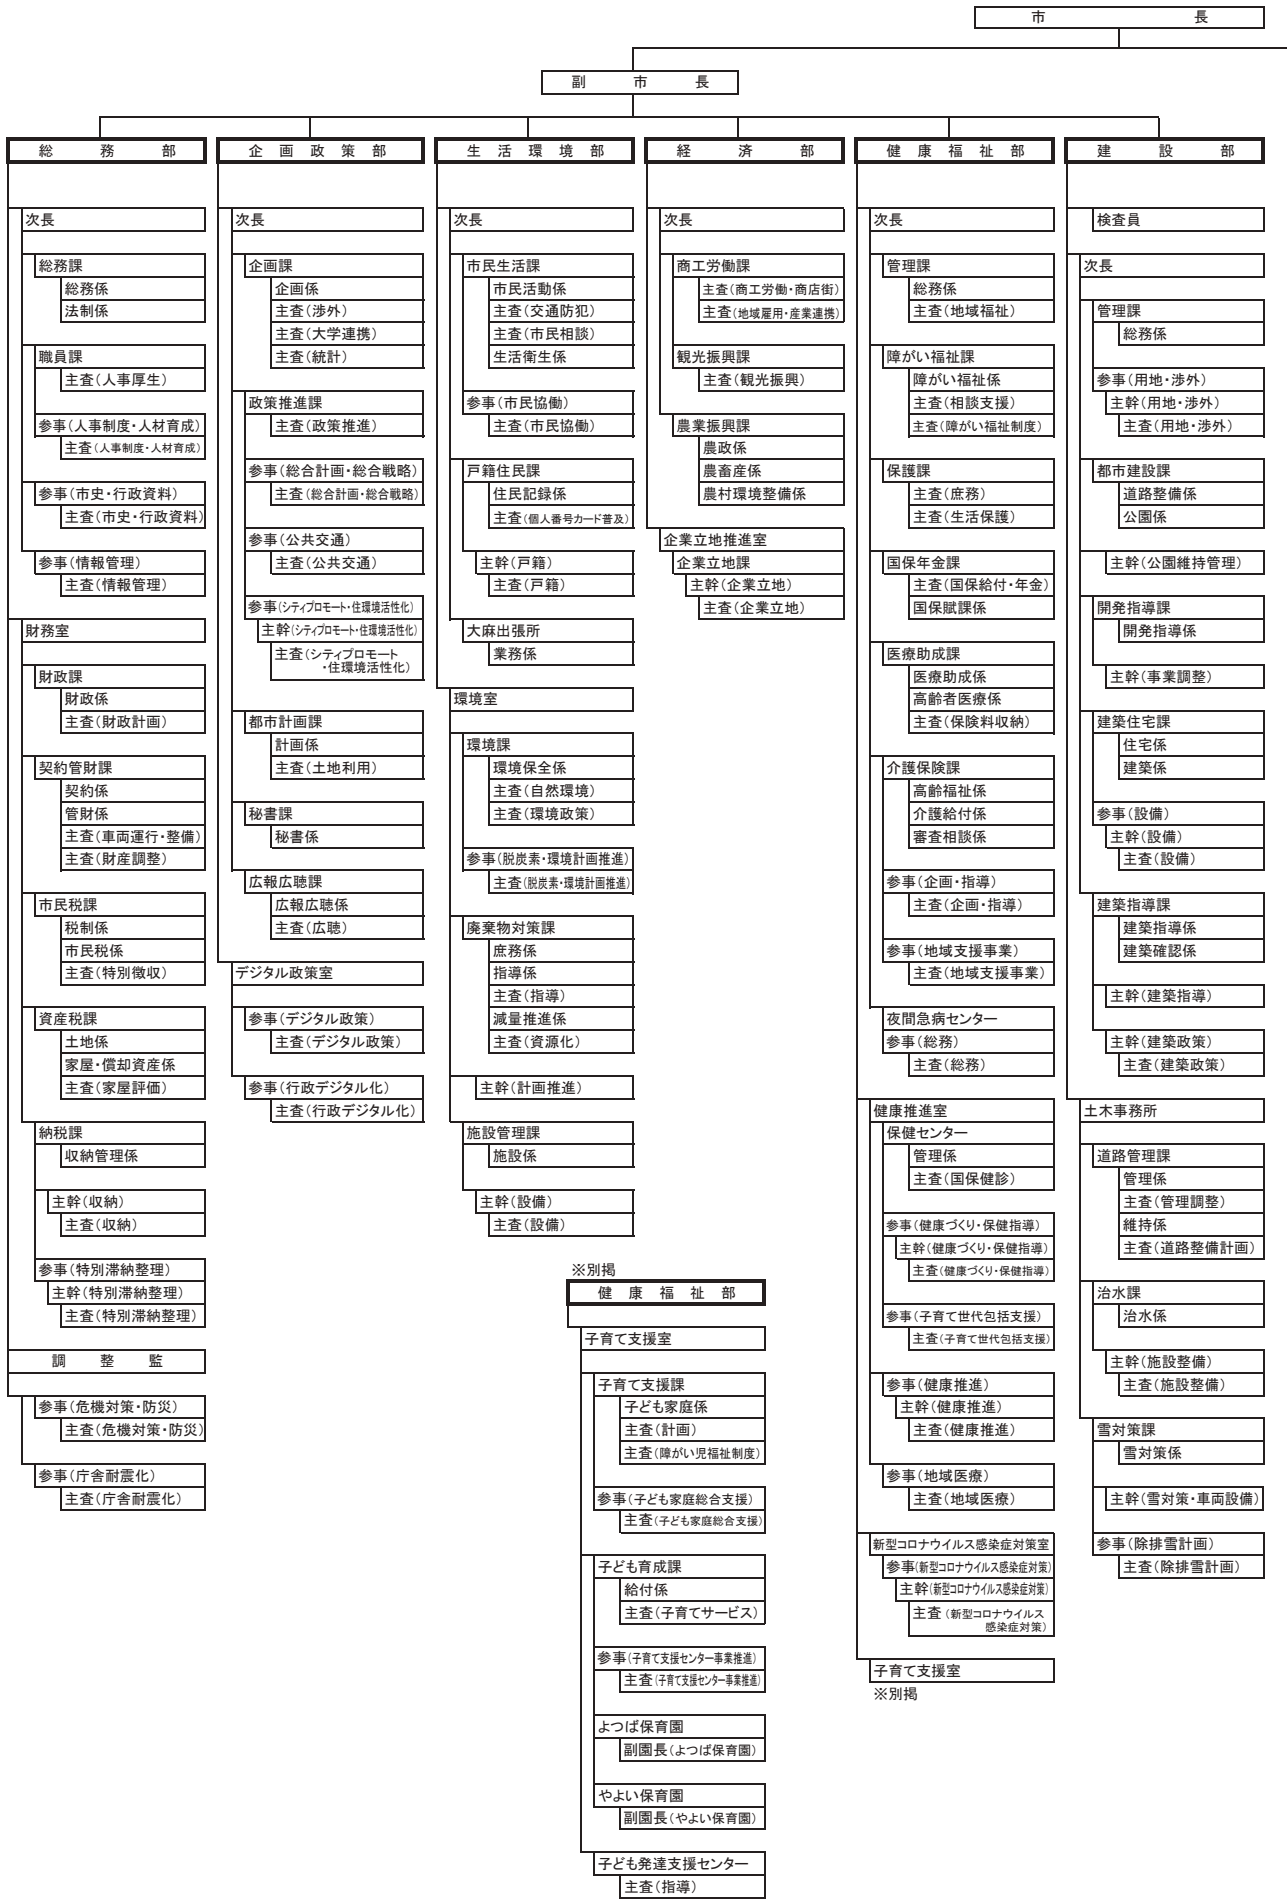 市長
副市長
総務部
次長
総務課
総務係
法制係
職員課
主査(人事厚生)
参事(人事制度・人材育成)
主査(人事制度・人材育成)
参事(市史・行政資料)
主査(市史・行政資料)
参事(情報管理)
主査(情報管理)
財務室
財政課
財政係
主査(財政計画)
契約管財課
契約係
管財係
主査(車両運行・整備)
主査(財産調整)
市民税課
税制係
市民税係
主査(特別徴収)
資産税課
土地係
家屋・償却資産係
主査(家屋評価)
納税課
収納管理係
主幹(収納)
主査(収納)
参事(特別滞納整理)
主幹(特別滞納整理)
主査(特別滞納整理)
調整監
参事(危機対策・防災)
主査(危機対策・防災)
参事(庁舎耐震化)
主査(庁舎耐震化)
企画政策部
次長
企画課
企画係
主査(渉外)
主査(大学連携)
主査(統計)
政策推進課
主査(政策推進)
参事(総合計画・総合戦略)
主査(総合計画・総合戦略)
参事(公共交通)
主査(公共交通)
参事(シティプロモート・住環境活性化)
主幹(シティプロモート・住環境活性化)
主査(シティプロモート
・住環境活性化)
都市計画課
計画係
主査(土地利用)
秘書課
秘書係
広報広聴課
広報広聴係
主査(広聴)
デジタル政策室
参事(デジタル政策)
主査(デジタル政策)
参事(行政デジタル化)
主査(行政デジタル化)
生活環境部
次長
市民生活課
市民活動係
主査(交通防犯)
主査(市民相談)
生活衛生係
参事(市民協働)
主査(市民協働)
戸籍住民課
住民記録係
主査(個人番号カード普及)
主幹(戸籍)
主査(戸籍)
大麻出張所
業務係
環境室
環境課
環境保全係
主査(自然環境)
主査(環境政策)
参事(脱炭素・環境計画推進)
主査(脱炭素・環境計画推進)
廃棄物対策課
庶務係
指導係
主査(指導)
減量推進係
主査(資源化)
主幹(計画推進)
施設管理課
施設係
主幹(設備)
主査(設備)
経済部
次長
商工労働課
主査(商工労働・商店街)
主査(地域雇用・産業連携)
観光振興課
主査(観光振興)
農業振興課
農政係
農畜産係
農村環境整備係
企業立地推進室
企業立地課
主幹(企業立地)
主査(企業立地)
健康福祉部
次長
管理課
総務係
主査(地域福祉)
障がい福祉課
障がい福祉係
主査(相談支援)
主査(障がい福祉制度)
保護課
主査(庶務)
主査(生活保護)
国保年金課
主査(国保給付・年金)
国保賦課係
医療助成課
医療助成係
高齢者医療係
主査(保険料収納)
介護保険課
高齢福祉係
介護給付係
審査相談係
参事(企画・指導)
主査(企画・指導)
参事(地域支援事業)
主査(地域支援事業)
夜間急病センター
参事(総務)
主査(総務)
健康推進室
保健センター
管理係
主査(国保健診)
参事(健康づくり・保健指導)
主幹(健康づくり・保健指導)
主査(健康づくり・保健指導)
参事(子育て世代包括支援)
主査(子育て世代包括支援)
参事(健康推進)
主幹(健康推進)
主査(健康推進)
参事(地域医療)
主査(地域医療)
新型コロナウイルス感染症対策室
参事(新型コロナウイルス感染症対策)
主幹(新型コロナウイルス感染症対策)
主査(新型コロナウイルス
感染症対策)
子育て支援室
※別掲
建設部
検査員
次長
管理課
総務係
参事(用地・渉外)
主幹(用地・渉外)
主査(用地・渉外)
都市建設課
道路整備係
公園係
主幹(公園維持管理)
開発指導課
開発指導係
主幹(事業調整)
建築住宅課
住宅係
建築係
参事(設備)
主幹(設備)
主査(設備)
建築指導課
建築指導係
建築確認係
主幹(建築指導)
主幹(建築政策)
主査(建築政策)
土木事務所
道路管理課
管理係
主査(管理調整)
維持係
主査(道路整備計画)
治水課
治水係
主幹(施設整備)
主査(施設整備)
雪対策課
雪対策係
主幹(雪対策・車両設備)
参事(除排雪計画)
主査(除排雪計画)
※別掲
健康福祉部
子育て支援室
子育て支援課
子ども家庭係
主査(計画)
主査(障がい児福祉制度)
参事(子ども家庭総合支援)
主査(子ども家庭総合支援)
子ども育成課
給付係
主査(子育てサービス)
参事(子育て支援センター事業推進)
主査(子育て支援センター事業推進)
よつば保育園
副園長(よつば保育園)
やよい保育園
副園長(やよい保育園)
子ども発達支援センター
主査(指導)